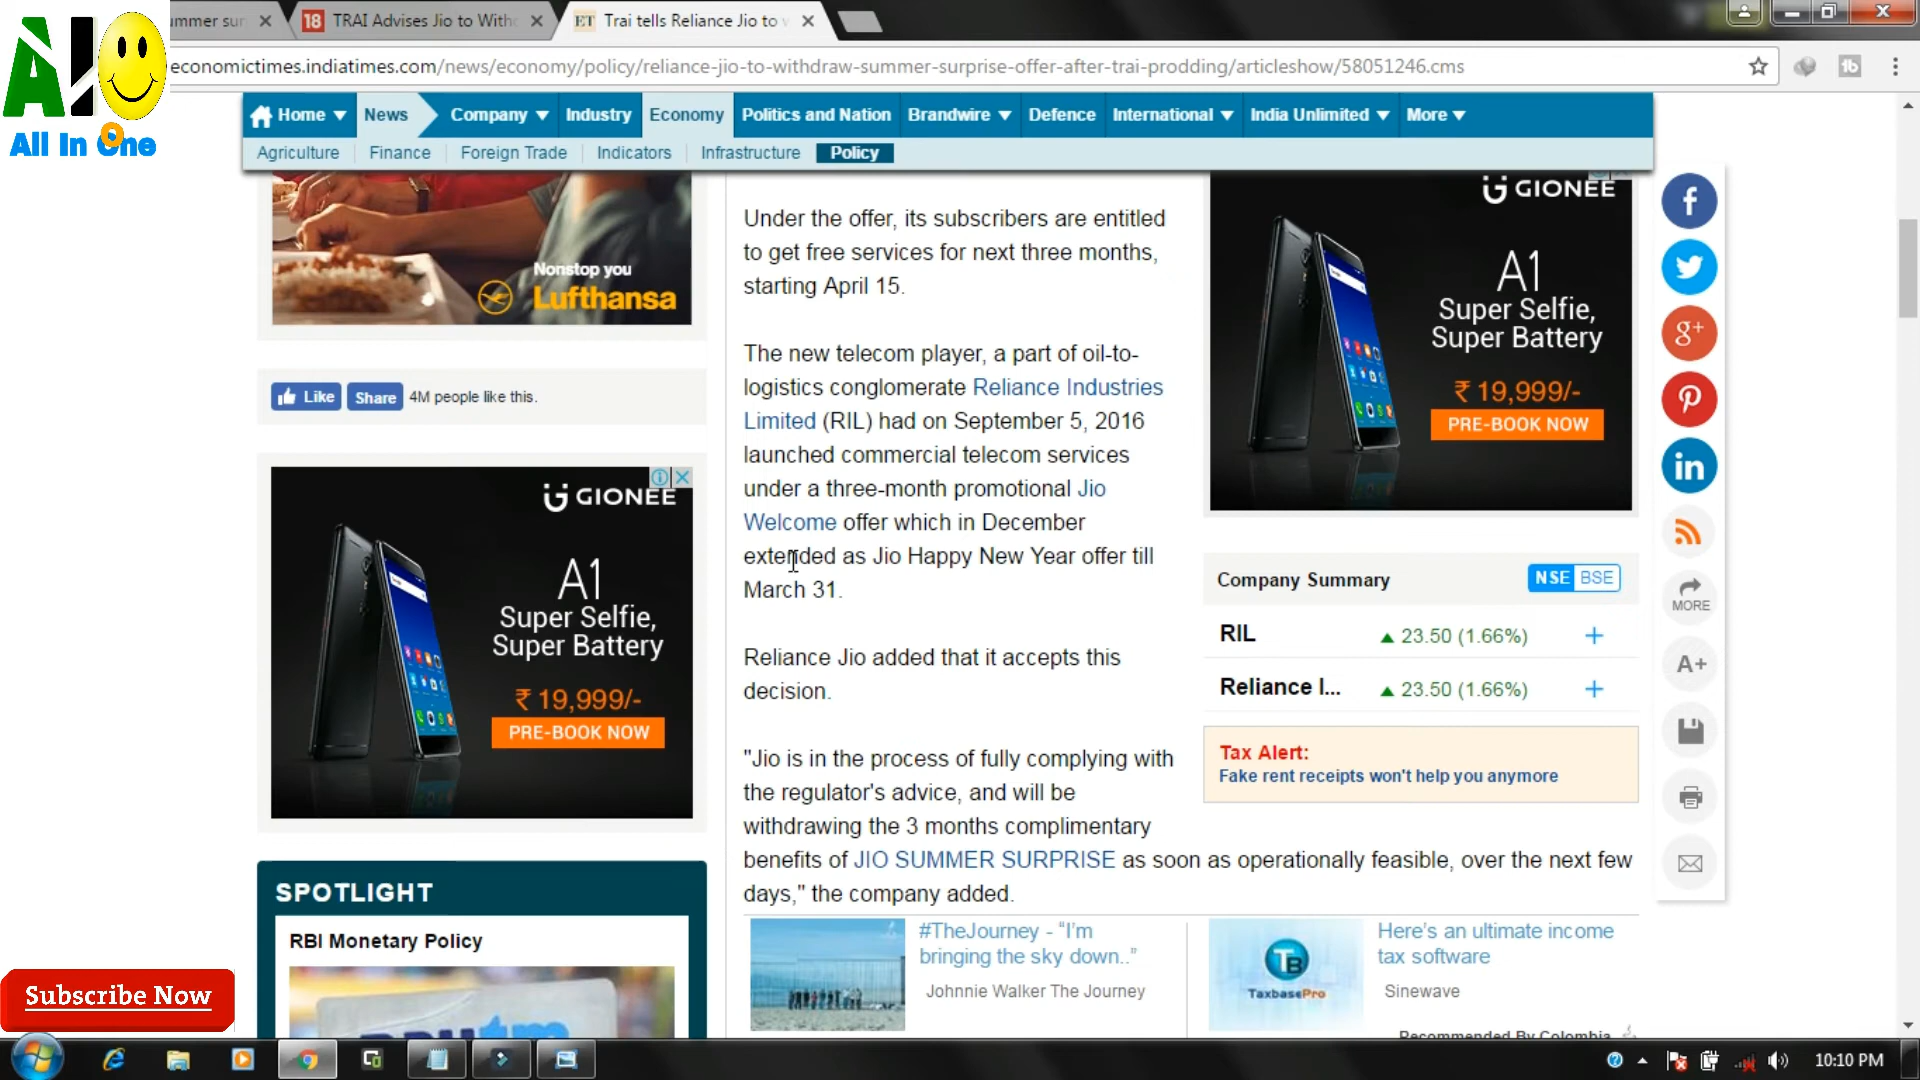 mmer sur
18 TRAI Advises Jio to With
ET Trai tells Reliance Jio to w
economictimes.indiatimes.com/news/economy/policy/reliance-jio-to-withdraw-summer-surprise-offer-after-trai-prodding/articleshow/58051246.cms
AIO
All In One
Home News Company Industry Economy Politics and Nation Brandwire Defence International India Unlimited More
Agriculture Finance Foreign Trade Indicators Infrastructure Policy
Nonstop you
Lufthansa
Like Share 4M people like this.
GIONEE
A1
Super Selfie,
Super Battery
₹ 19,999/-
PRE-BOOK NOW
SPOTLIGHT
RBI Monetary Policy
Under the offer, its subscribers are entitled
to get free services for next three months,
starting April 15.
The new telecom player, a part of oil-to-
logistics conglomerate Reliance Industries
Limited (RIL) had on September 5, 2016
launched commercial telecom services
under a three-month promotional Jio
Welcome offer which in December
extended as Jio Happy New Year offer till
March 31.
Reliance Jio added that it accepts this
decision.
"Jio is in the process of fully complying with
the regulator's advice, and will be
withdrawing the 3 months complimentary
benefits of JIO SUMMER SURPRISE as soon as operationally feasible, over the next few
days," the company added.
#TheJourney - “I’m
bringing the sky down..”
Johnnie Walker The Journey
TB
TaxbasePro
Here’s an ultimate income
tax software
Sinewave
Recommended By Colombia
GIONEE
A1
Super Selfie,
Super Battery
₹ 19,999/-
PRE-BOOK NOW
Company Summary NSE BSE
RIL 23.50 (1.66%) +
Reliance I... 23.50 (1.66%) +
Tax Alert:
Fake rent receipts won't help you anymore
f
g+
in
MORE
A+
Subscribe Now
10:10 PM